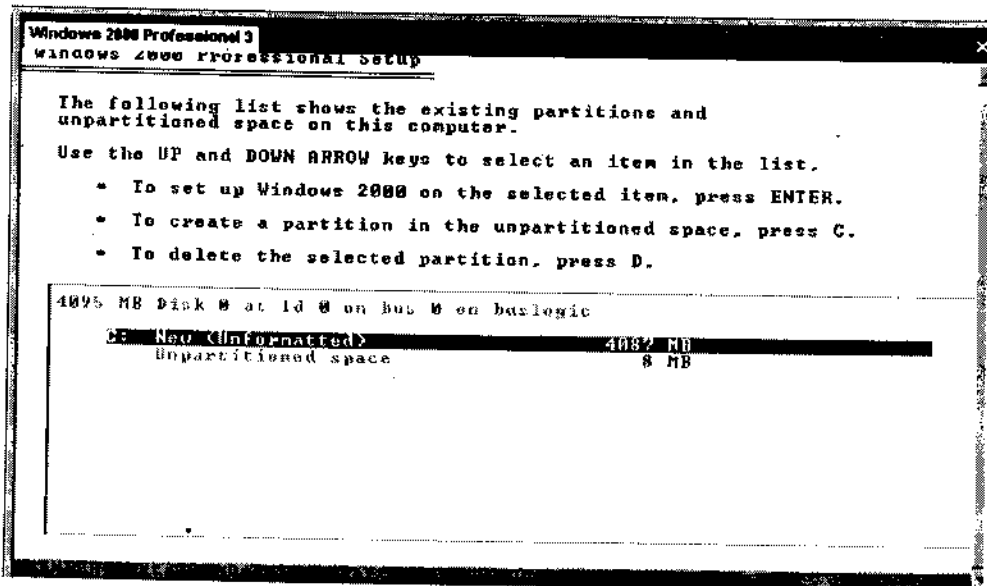 Windows 2000 Professional 3
Windows 2000 Professional Setup
The following list shows the existing partitions and
unpartitioned space on this computer.
Use the UP and DOWN ARROW keys to select an item in the list.
• To set up Windows 2000 on the selected item, press ENTER.
• To create a partition in the unpartitioned space, press C.
• To delete the selected partition, press D.
4095 MB Disk 0 at Id 0 on bus 0 on buslogic
C: New (Unformatted) 4087 MB
Unpartitioned space 8 MB